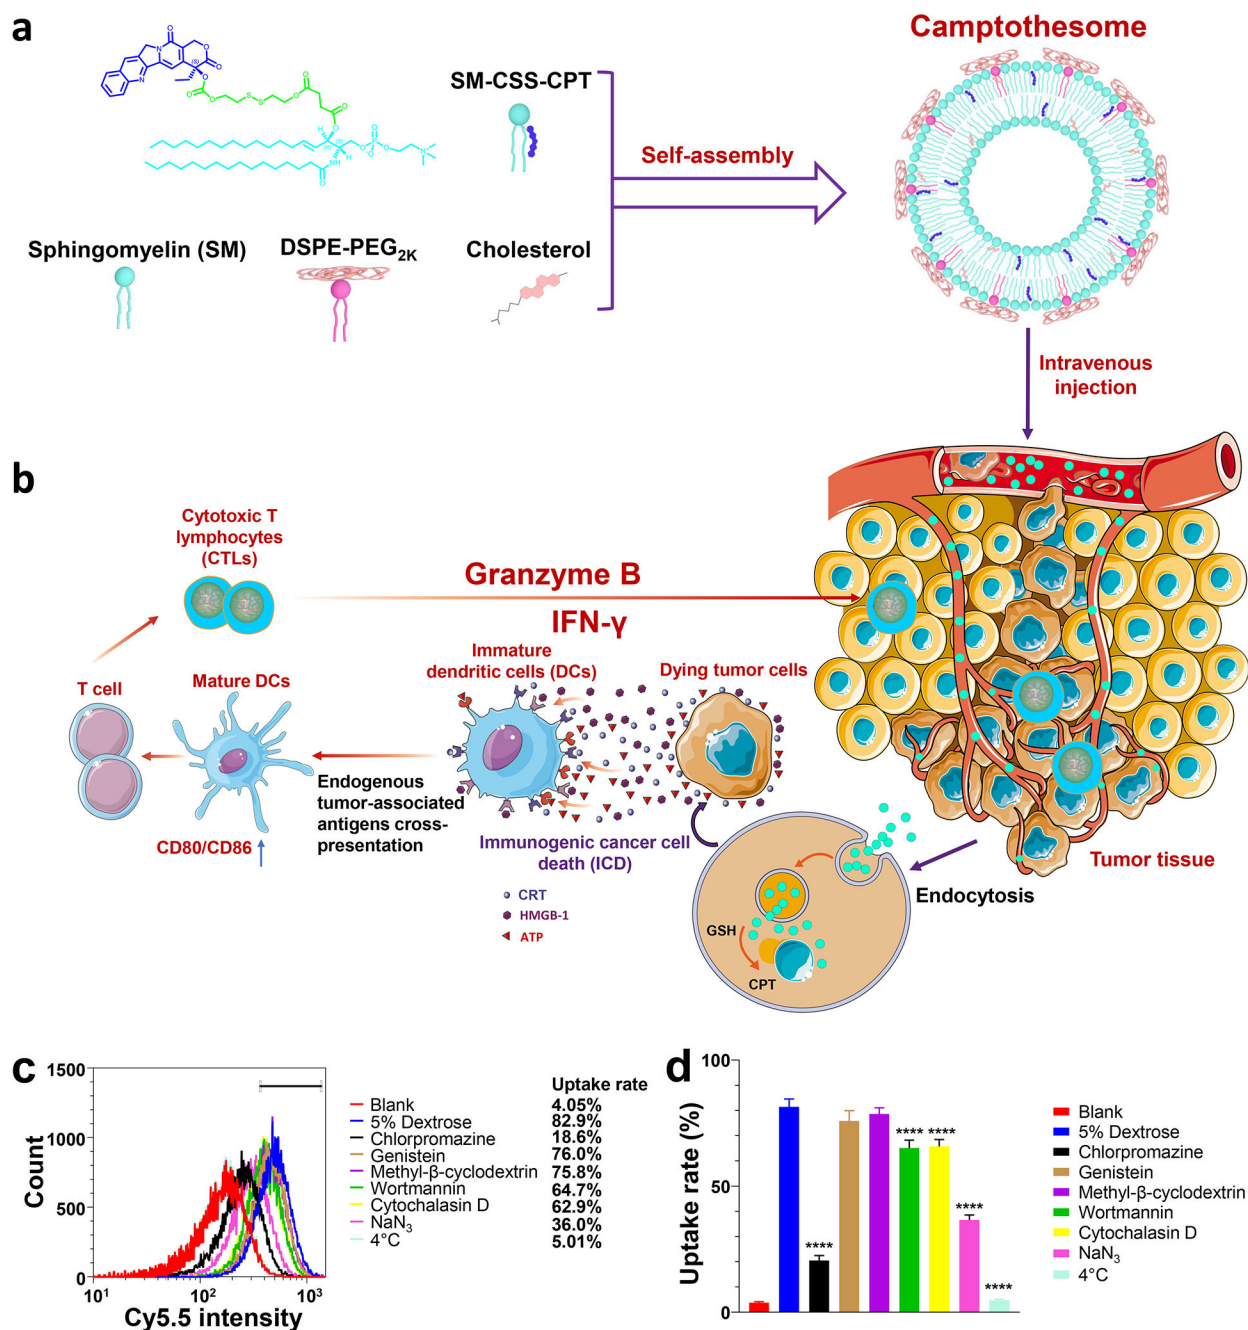 a
Camptothesome
SM-CSS-CPT
Self-assembly
Sphingomyelin (SM)
DSPE-PEG2K
Cholesterol
Intravenous
injection
b
Cytotoxic T
lymphocytes
(CTLs)
Granzyme B
IFN-γ
Immature
dendritic cells (DCs)
Dying tumor cells
T cell
Mature DCs
Endogenous
tumor-associated
antigens cross-
presentation
CD80/CD86
Immunogenic cancer cell
death (ICD)
CRT
HMGB-1
ATP
Tumor tissue
Endocytosis
GSH
CPT
c
Count
1500
1000
500
0
10¹ 10² 10³
Cy5.5 intensity
Uptake rate
Blank 4.05%
5% Dextrose 82.9%
Chlorpromazine 18.6%
Genistein 76.0%
Methyl-β-cyclodextrin 75.8%
Wortmannin 64.7%
Cytochalasin D 62.9%
NaN3 36.0%
4°C 5.01%
d
Uptake rate (%)
100
50
0
**** **** **** **** ****
Blank
5% Dextrose
Chlorpromazine
Genistein
Methyl-β-cyclodextrin
Wortmannin
Cytochalasin D
NaN3
4°C